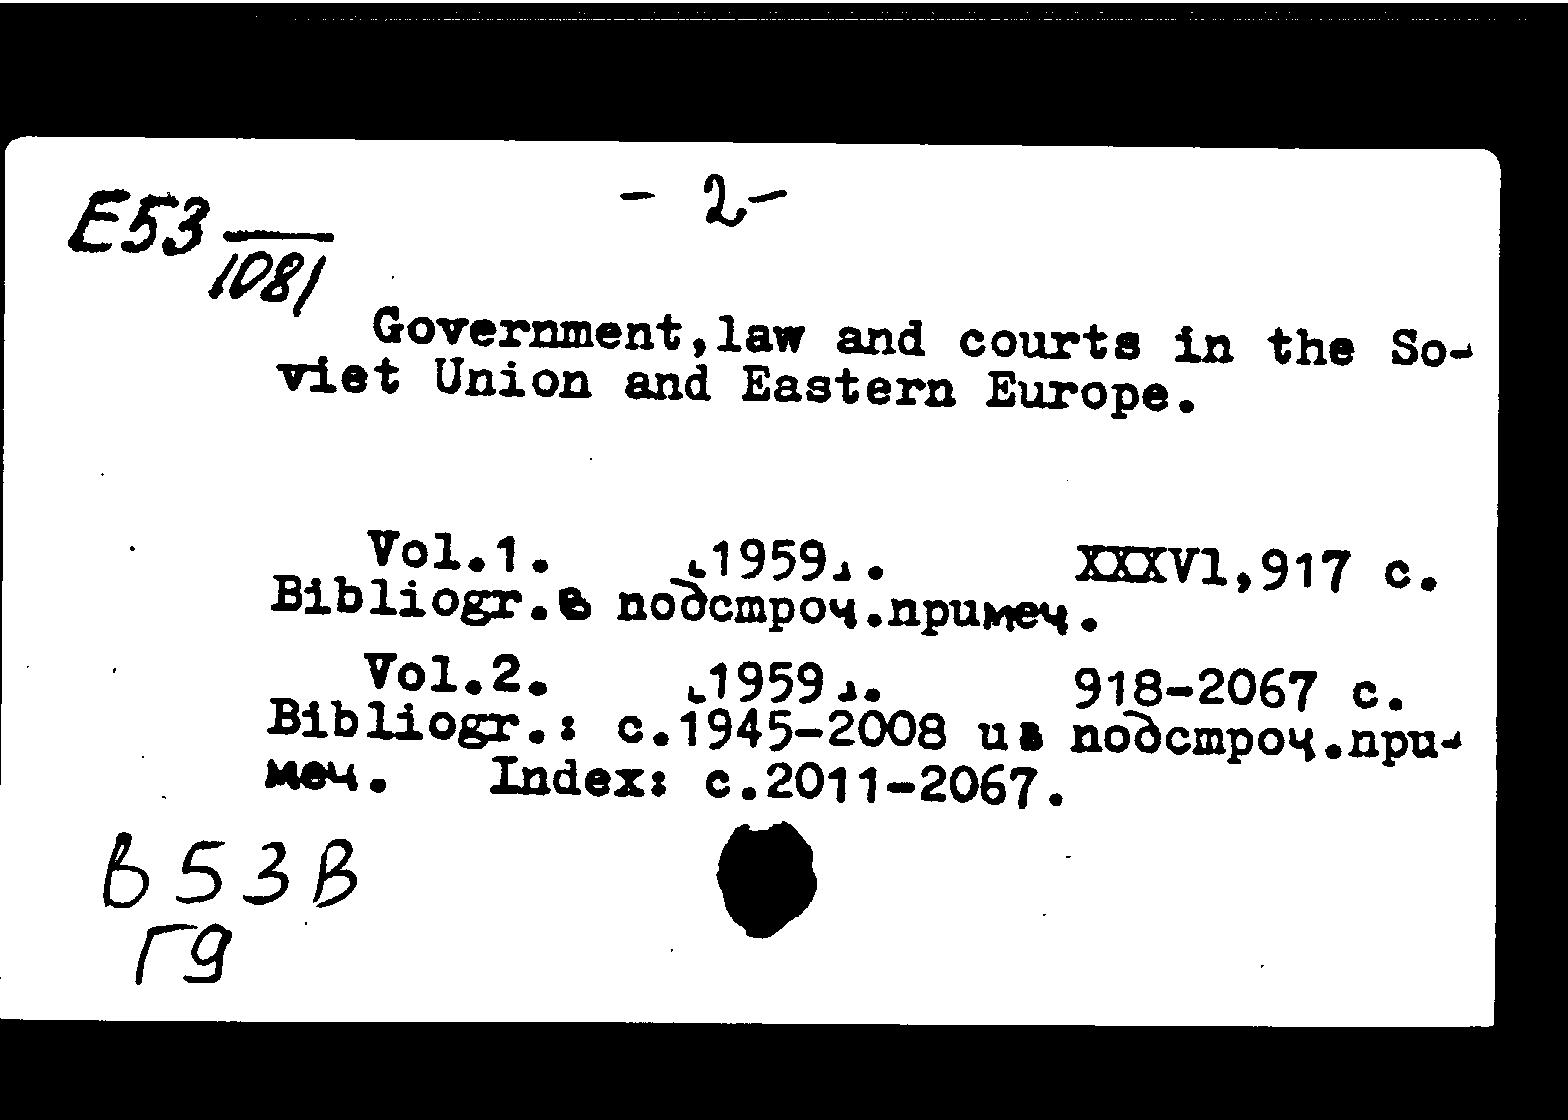 - 2 -
E53 1081
Government,law and courts in the So-
viet Union and Eastern Europe.
Vol.1. [1959]. XXXVl,917 c.
Bibliogr.в подстроч.примеч.
Vol.2. [1959]. 918-2067 c.
Bibliogr.: с.1945-2008 и в подстроч.при-
меч. Index: c.2011-2067.
Б53В
Г9